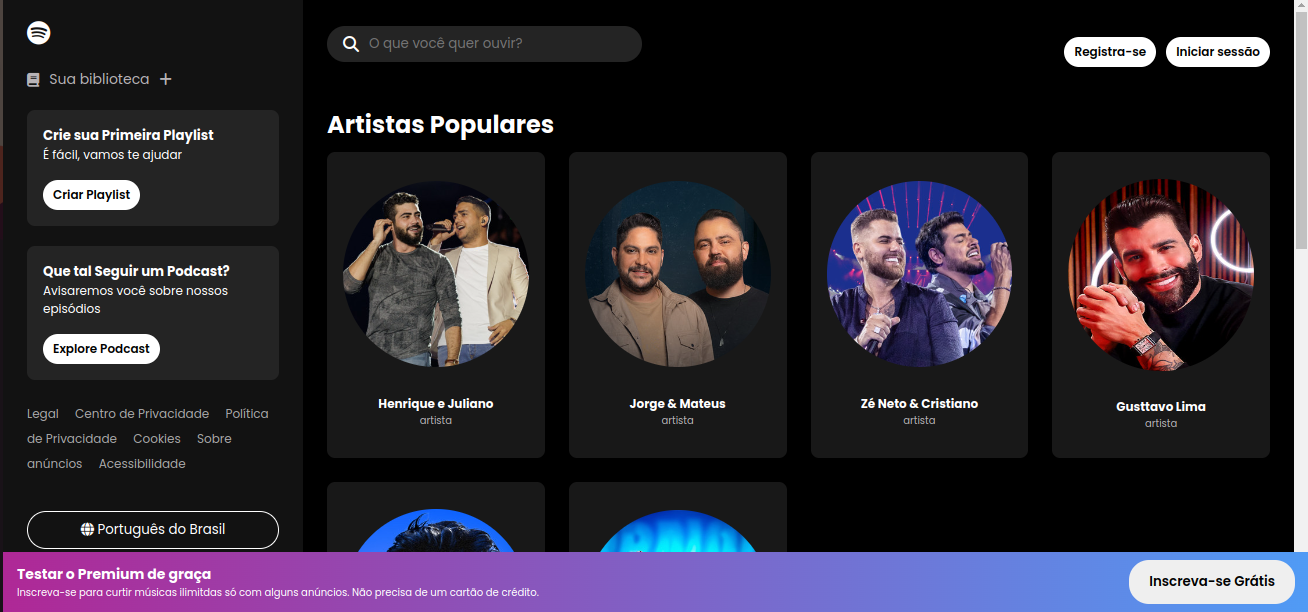 Sua biblioteca
Crie sua Primeira Playlist
É fácil, vamos te ajudar
Criar Playlist
Que tal Seguir um Podcast?
Avisaremos você sobre nossos
episódios
Explore Podcast
Legal Centro de Privacidade Política
de Privacidade Cookies Sobre
anúncios Acessibilidade
Português do Brasil
O que você quer ouvir?
Registra-se Iniciar sessão
Artistas Populares
Henrique e Juliano
artista
Jorge & Mateus
artista
Zé Neto & Cristiano
artista
Gusttavo Lima
artista
Testar o Premium de graça
Inscreva-se para curtir músicas ilimitdas só com alguns anúncios. Não precisa de um cartão de crédito.
Inscreva-se Grátis